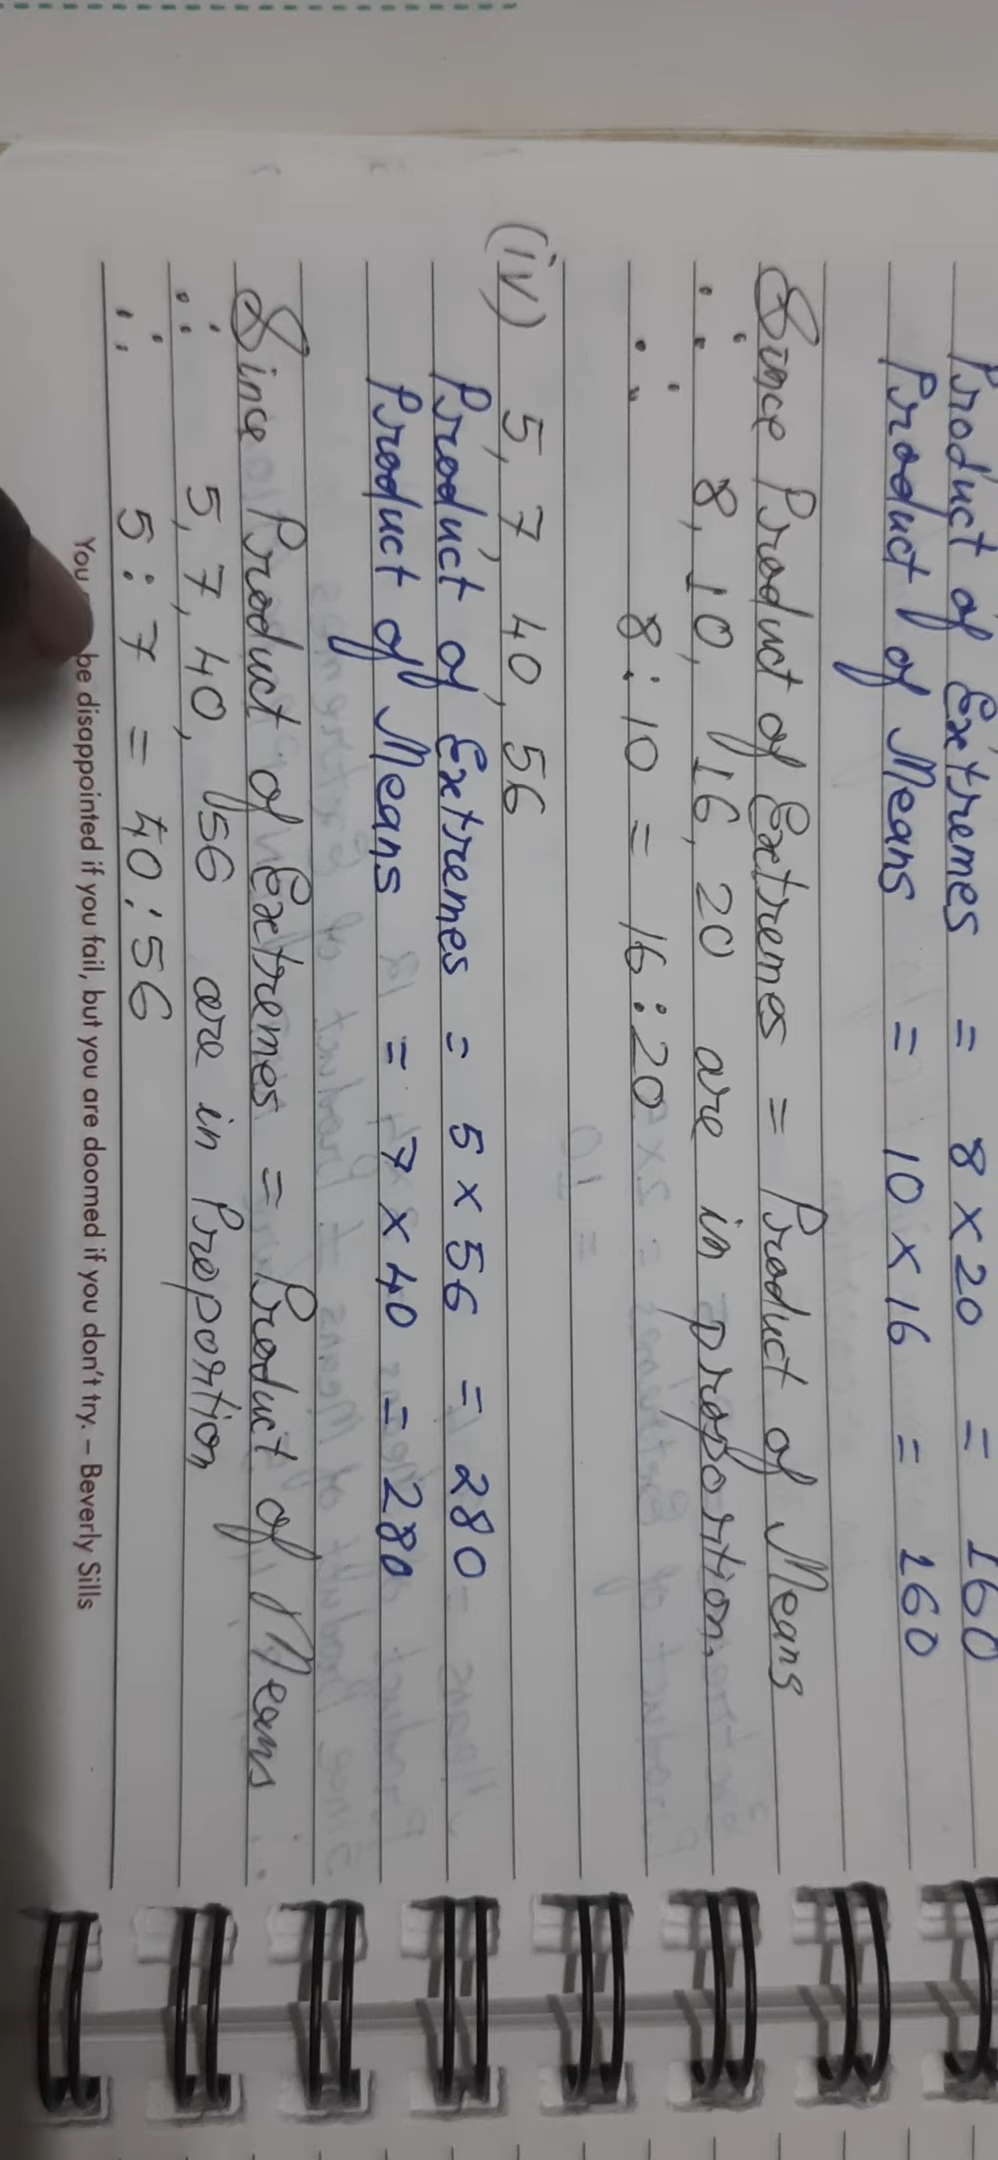 Product of Extremes = 8 × 20 = 160
Product of Means = 10 × 16 = 160
Since Product of Extremes = Product of Means
∴ 8, 10, 16, 20 are in proportion.
∴ 8 : 10 = 16 : 20
(iv) 5, 7, 40, 56
Product of Extremes = 5 × 56 = 280
Product of Means = 7 × 40 = 280
Since Product of Extremes = Product of Means
∴ 5, 7, 40, 56 are in Proportion
∴ 5 : 7 = 40 : 56
You be disappointed if you fail, but you are doomed if you don't try. – Beverly Sills